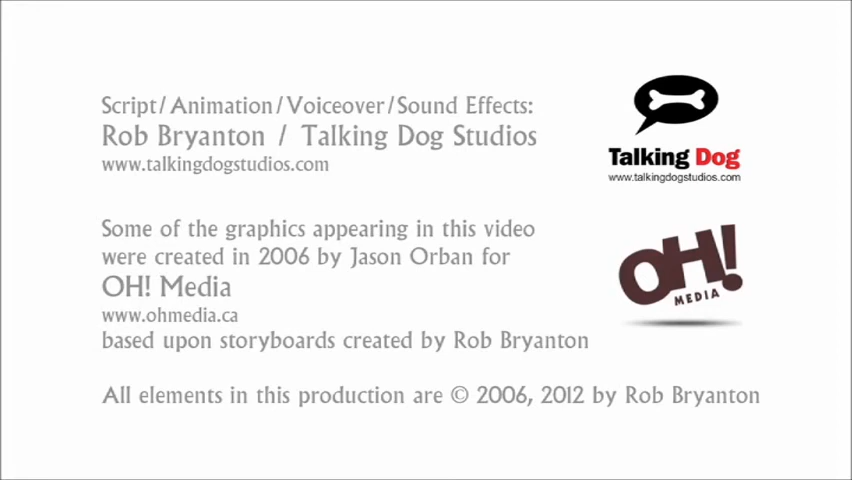 Script/Animation/Voiceover/Sound Effects:
Rob Bryanton / Talking Dog Studios
www.talkingdogstudios.com
Talking Dog
www.talkingdogstudios.com
Some of the graphics appearing in this video
were created in 2006 by Jason Orban for
OH! Media
www.ohmedia.ca
based upon storyboards created by Rob Bryanton
OH!
MEDIA
All elements in this production are © 2006, 2012 by Rob Bryanton